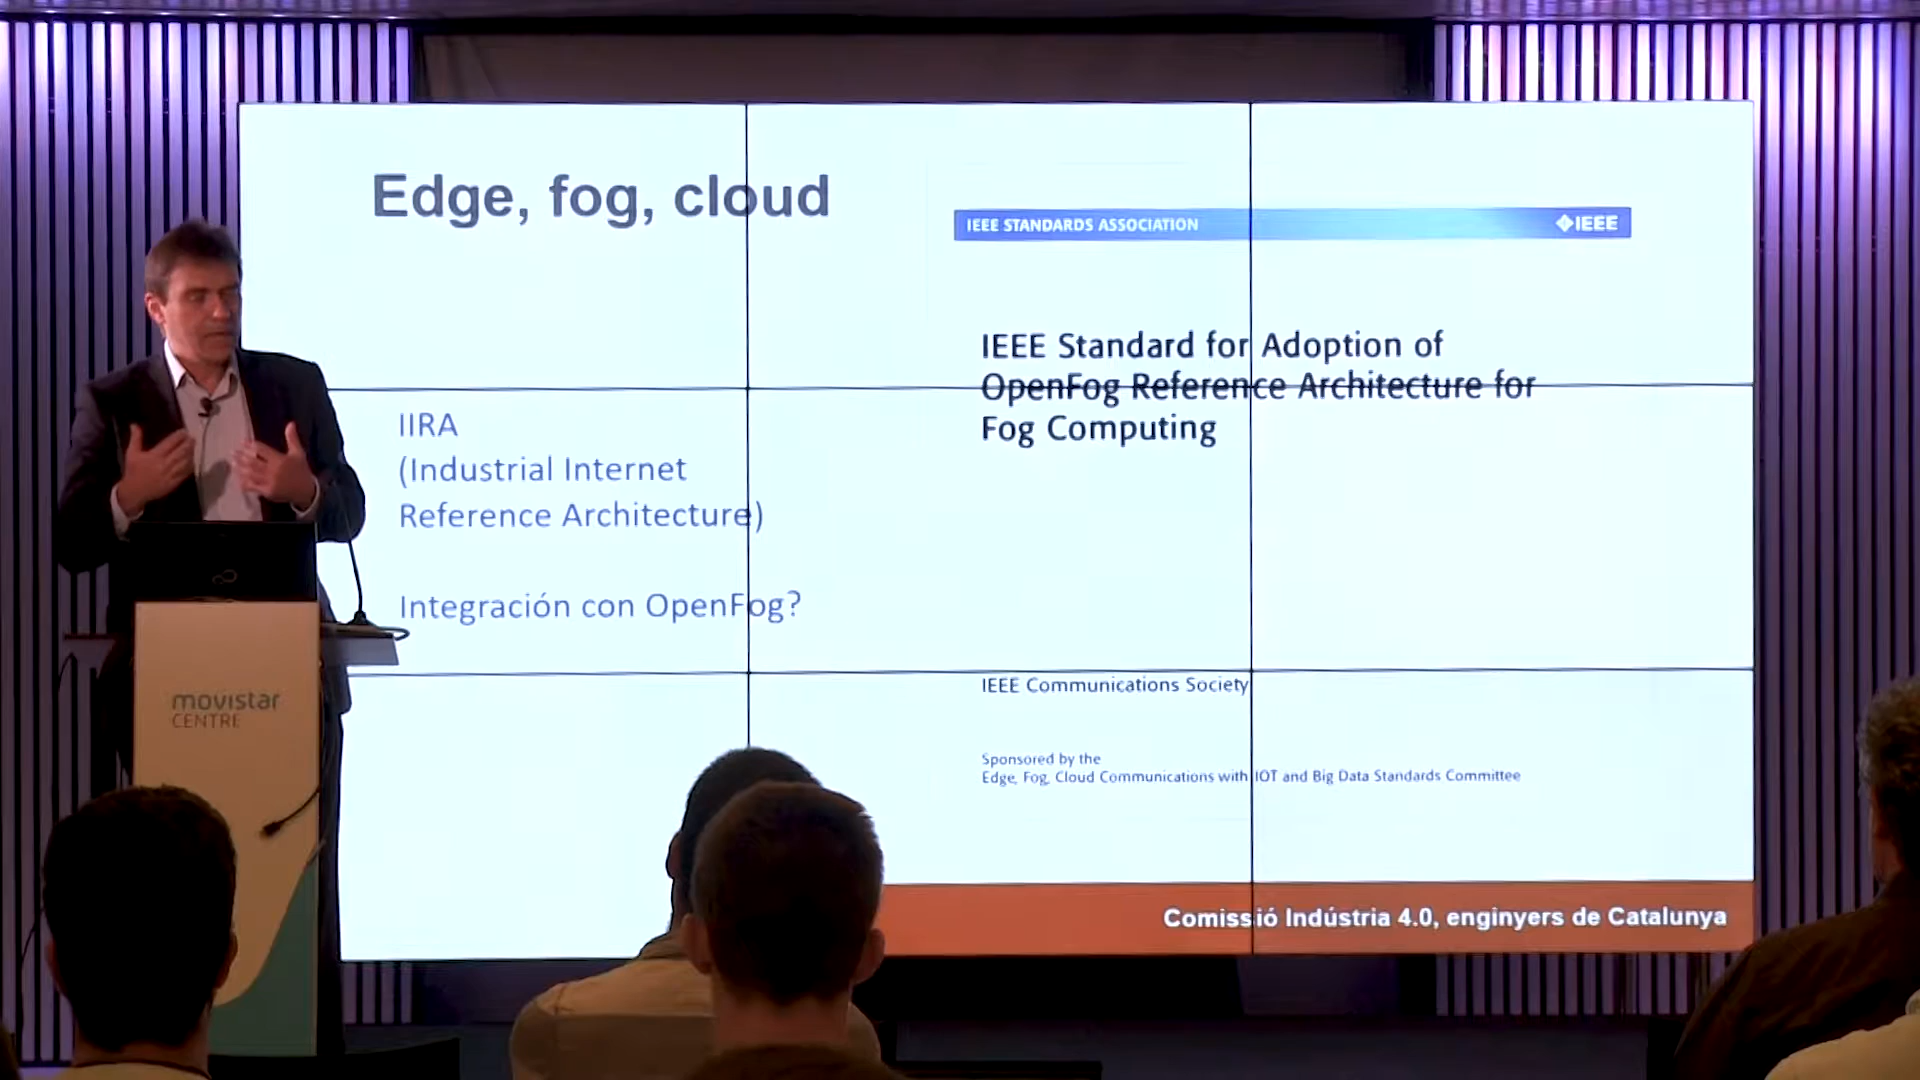 Edge, fog, cloud
IEEE STANDARDS ASSOCIATION
IEEE
IEEE Standard for Adoption of
OpenFog Reference Architecture for
Fog Computing
IIRA
(Industrial Internet
Reference Architecture)
Integración con OpenFog?
IEEE Communications Society
Sponsored by the
Edge, Fog, Cloud Communications with IOT and Big Data Standards Committee
Comissió Indústria 4.0, enginyers de Catalunya
movistar
CENTRE